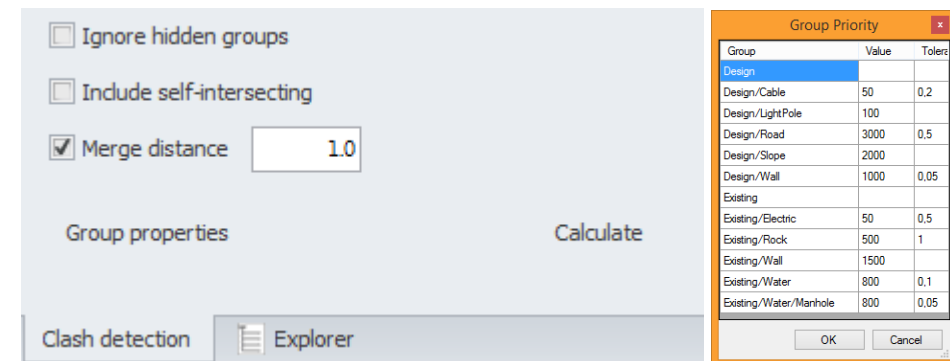 Ignore hidden groups
Include self-intersecting
Merge distance 1.0
Group properties Calculate
Clash detection Explorer
Group Priority x
Group Value Tolera
Design
Design/Cable 50 0,2
Design/LightPole 100
Design/Road 3000 0,5
Design/Slope 2000
Design/Wall 1000 0,05
Existing
Existing/Electric 50 0,5
Existing/Rock 500 1
Existing/Wall 1500
Existing/Water 800 0,1
Existing/Water/Manhole 800 0,05
OK Cancel